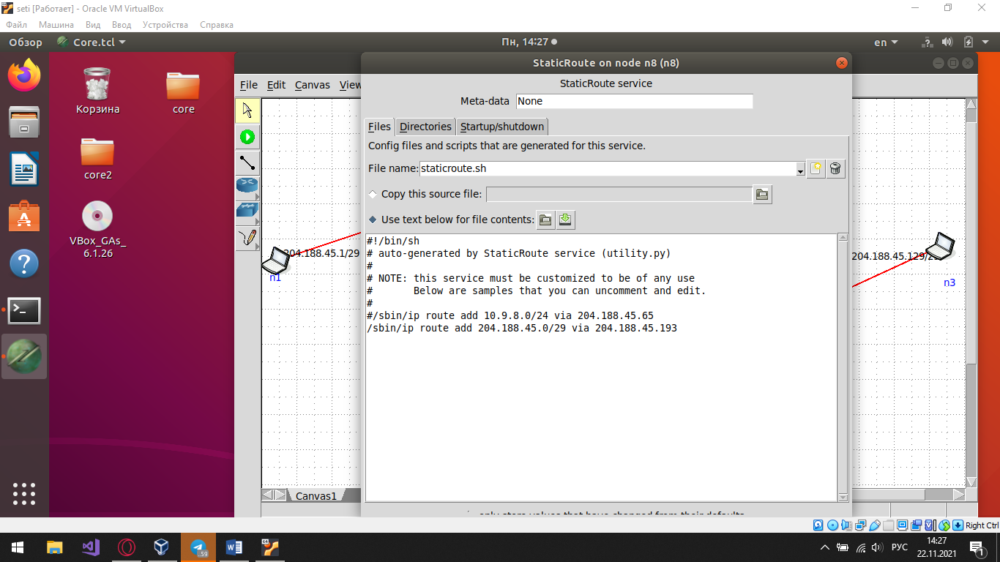 seti [Работает] - Oracle VM VirtualBox
Файл Машина Вид Ввод Устройства Справка
Обзор Core.tcl Пн, 14:27 en
StaticRoute on node n8 (n8)
File Edit Canvas View
StaticRoute service
Meta-data None
Корзина core
core2
VBox_GAs_
6.1.26
Files Directories Startup/shutdown
Config files and scripts that are generated for this service.
File name: staticroute.sh
Copy this source file:
Use text below for file contents:
#!/bin/sh
# auto-generated by StaticRoute service (utility.py)
#
# NOTE: this service must be customized to be of any use
# Below are samples that you can uncomment and edit.
#
#/sbin/ip route add 10.9.8.0/24 via 204.188.45.65
/sbin/ip route add 204.188.45.0/29 via 204.188.45.193
204.188.45.1/29
n1
n3
Canvas1
only store values that have changed from their defaults
Right Ctrl
59
РУС
14:27
22.11.2021
1